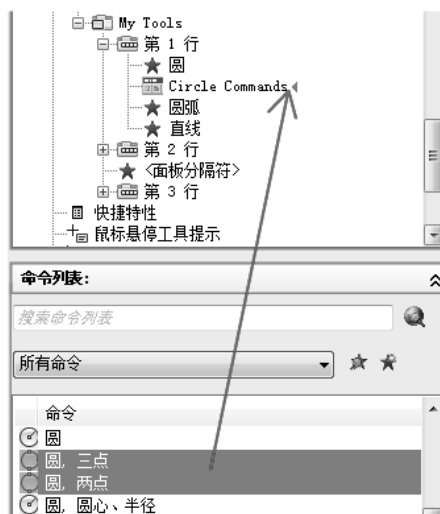 My Tools
第 1 行
圆
Circle Commands
圆弧
直线
第 2 行
<面板分隔符>
第 3 行
快捷特性
鼠标悬停工具提示
命令列表:
搜索命令列表
所有命令
命令
圆
圆, 三点
圆, 两点
圆, 圆心、半径